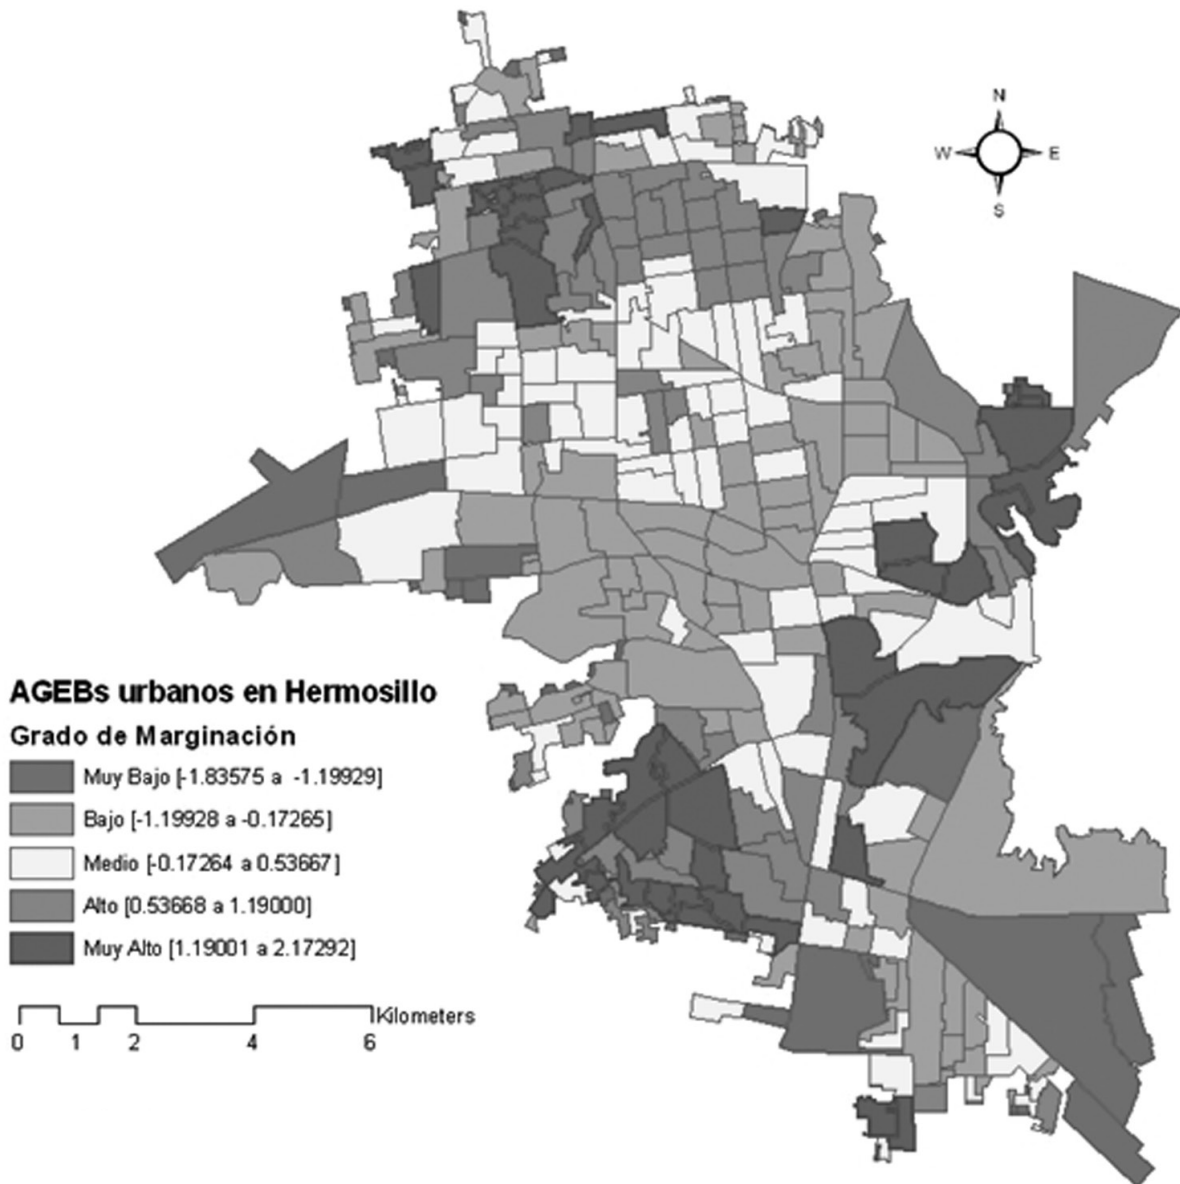 N
W E
S
AGEBs urbanos en Hermosillo
Grado de Marginación
Muy Bajo [-1.83575 a -1.19929]
Bajo [-1.19928 a -0.17265]
Medio [-0.17264 a 0.53667]
Alto [0.53668 a 1.19000]
Muy Alto [1.19001 a 2.17292]
Kilometers
0 1 2 4 6